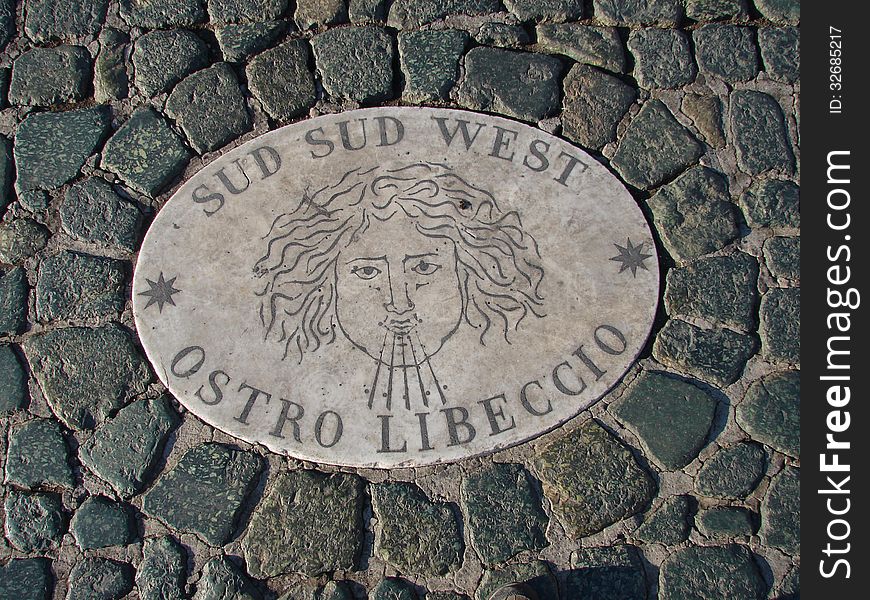 SUD SUD WEST
OSTRO LIBECCIO
ID: 32685217
StockFreeImages.com